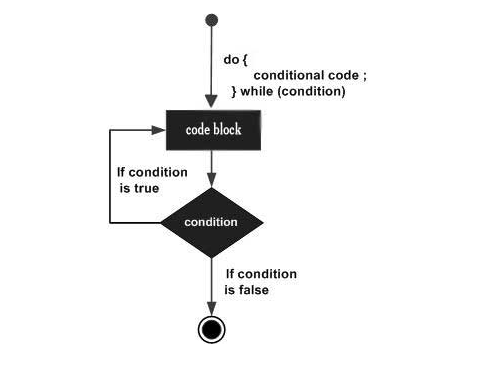 do {
conditional code ;
} while (condition)
code block
If condition
is true
condition
If condition
is false